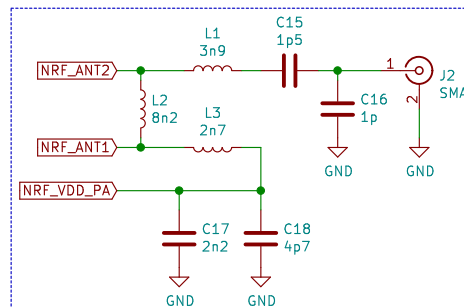 L1
3n9
C15
1p5
NRF_ANT2
1
J2
SMA
2
L2
8n2
L3
2n7
C16
1p
NRF_ANT1
GND
GND
NRF_VDD_PA
C17
2n2
C18
4p7
GND
GND